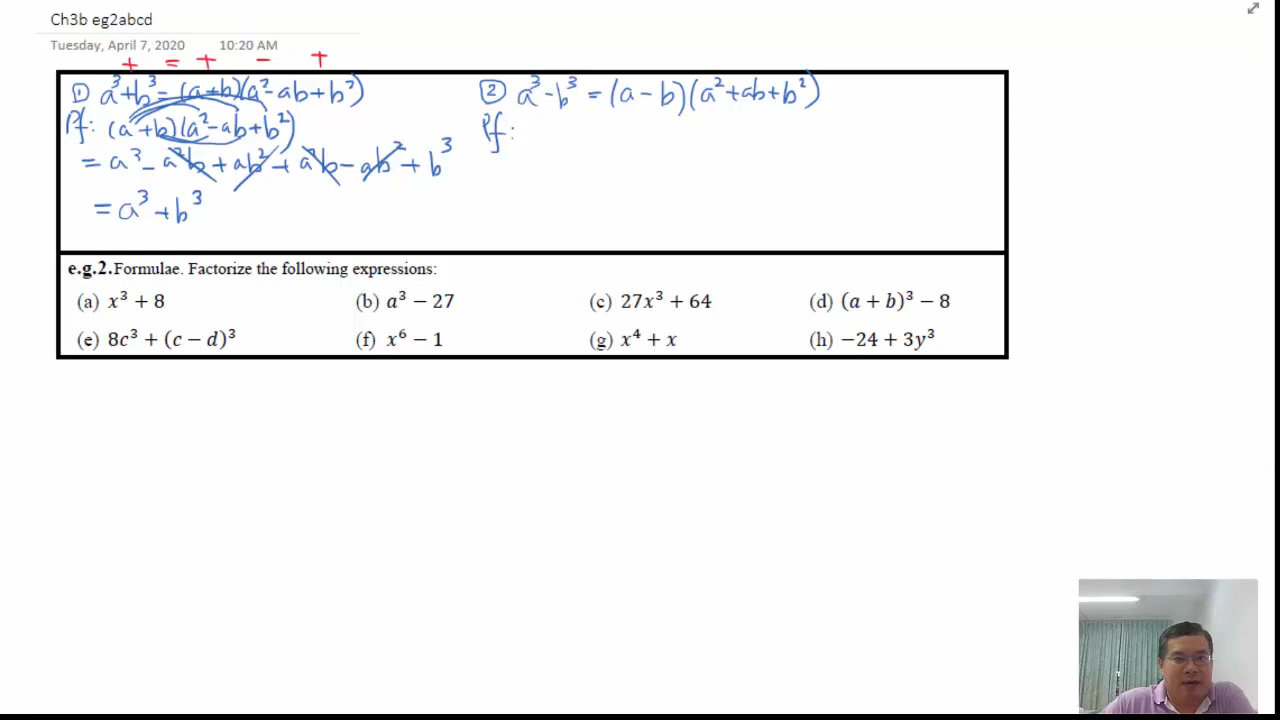 Ch3b eg2abcd
Tuesday, April 7, 2020 10:20 AM
+ = + - +
① a³+b³ = (a+b)(a²-ab+b²)
Pf: (a+b)(a²-ab+b²)
= a³ - a²b + ab² + a²b - ab² + b³
= a³ + b³
② a³-b³ = (a-b)(a²+ab+b²)
Pf:
e.g.2. Formulae. Factorize the following expressions:
(a) x³ + 8 (b) a³ − 27 (c) 27x³ + 64 (d) (a + b)³ − 8
(e) 8c³ + (c − d)³ (f) x⁶ − 1 (g) x⁴ + x (h) −24 + 3y³